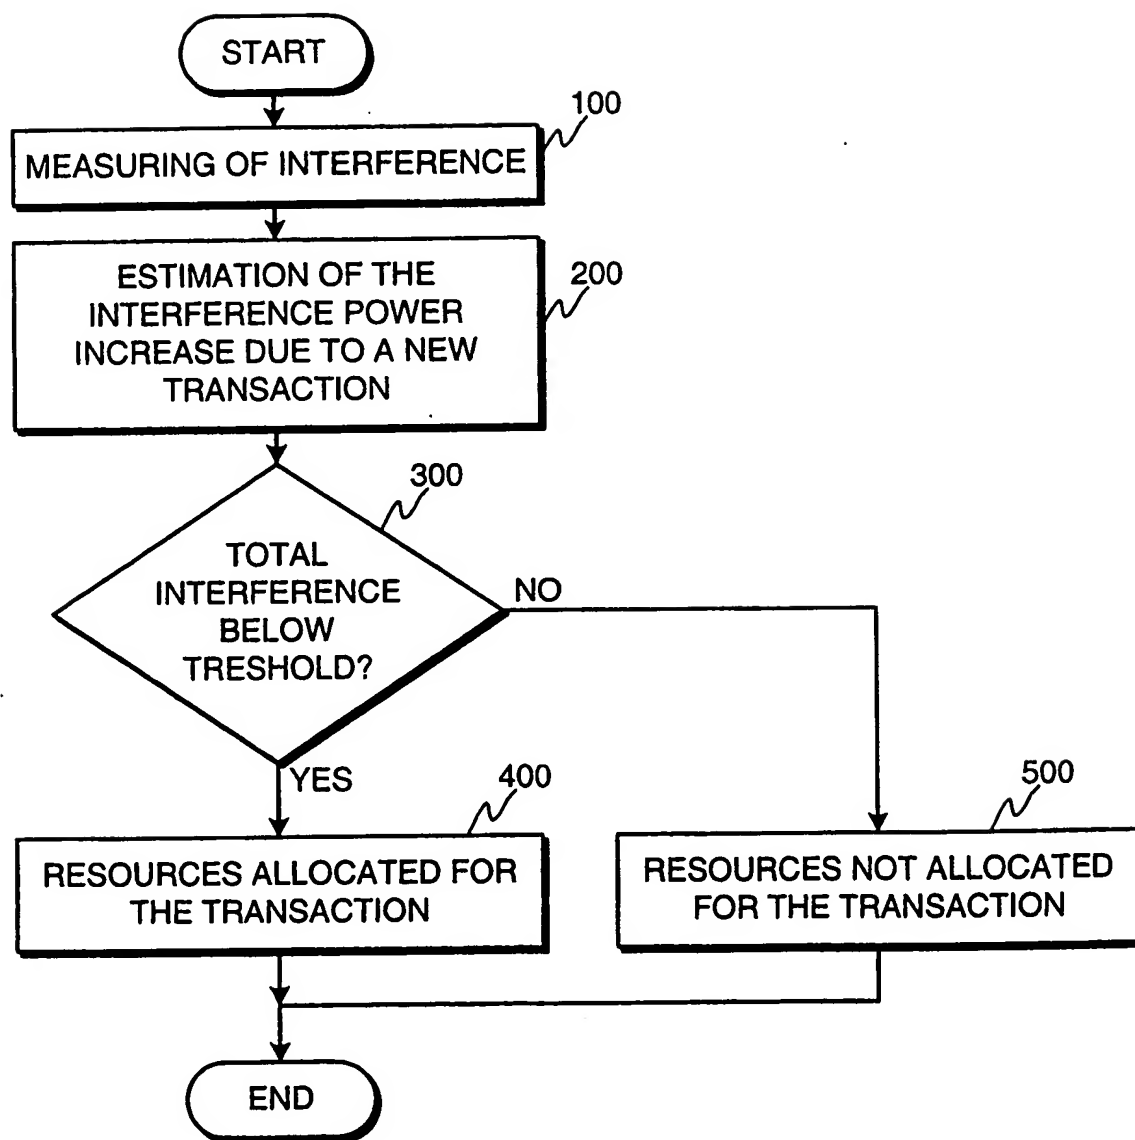 START
100
MEASURING OF INTERFERENCE
ESTIMATION OF THE
INTERFERENCE POWER
INCREASE DUE TO A NEW
TRANSACTION
200
300
TOTAL
INTERFERENCE
BELOW
TRESHOLD?
NO
YES
400
RESOURCES ALLOCATED FOR
THE TRANSACTION
500
RESOURCES NOT ALLOCATED
FOR THE TRANSACTION
END